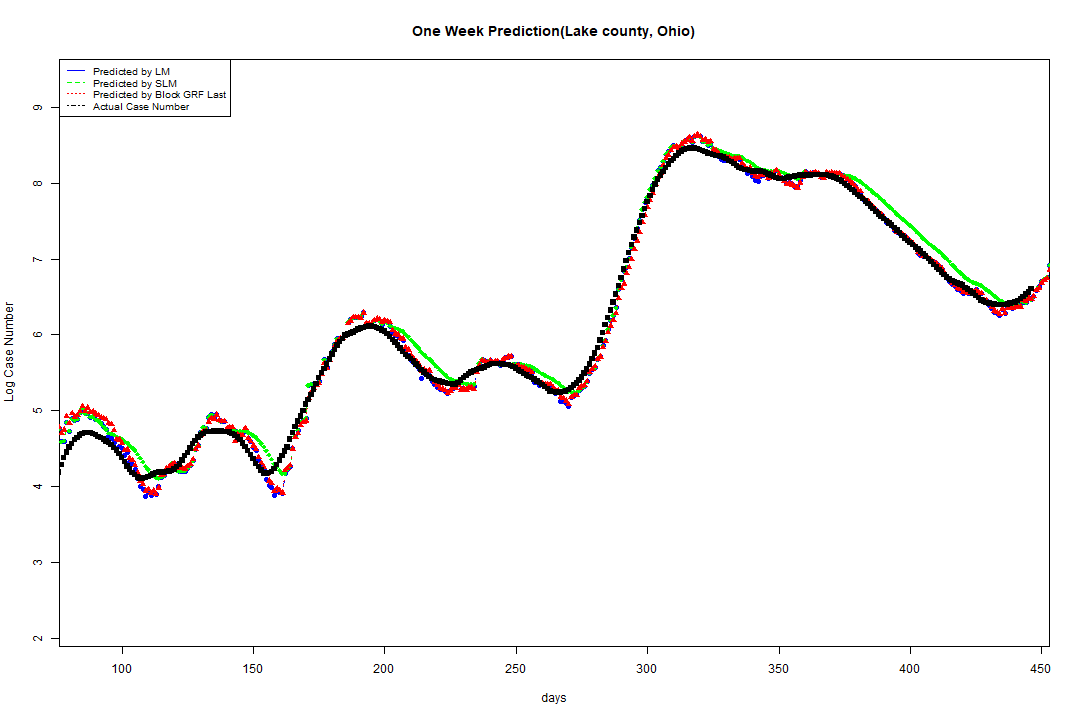 One Week Prediction(Lake county, Ohio)
Predicted by LM
Predicted by SLM
Predicted by Block GRF Last
Actual Case Number
Log Case Number
9
8
7
6
5
4
3
2
100 150 200 250 300 350 400 450
days